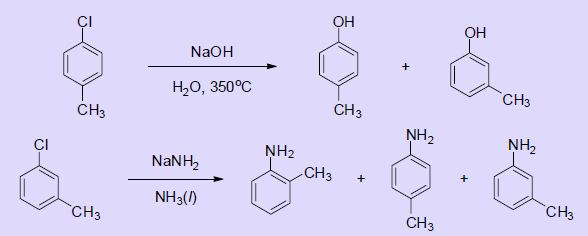 Cl
CH3
NaOH
H2O, 350°C
OH
CH3
+
OH
CH3
Cl
CH3
NaNH2
NH3(l)
NH2
CH3
+
NH2
CH3
+
NH2
CH3